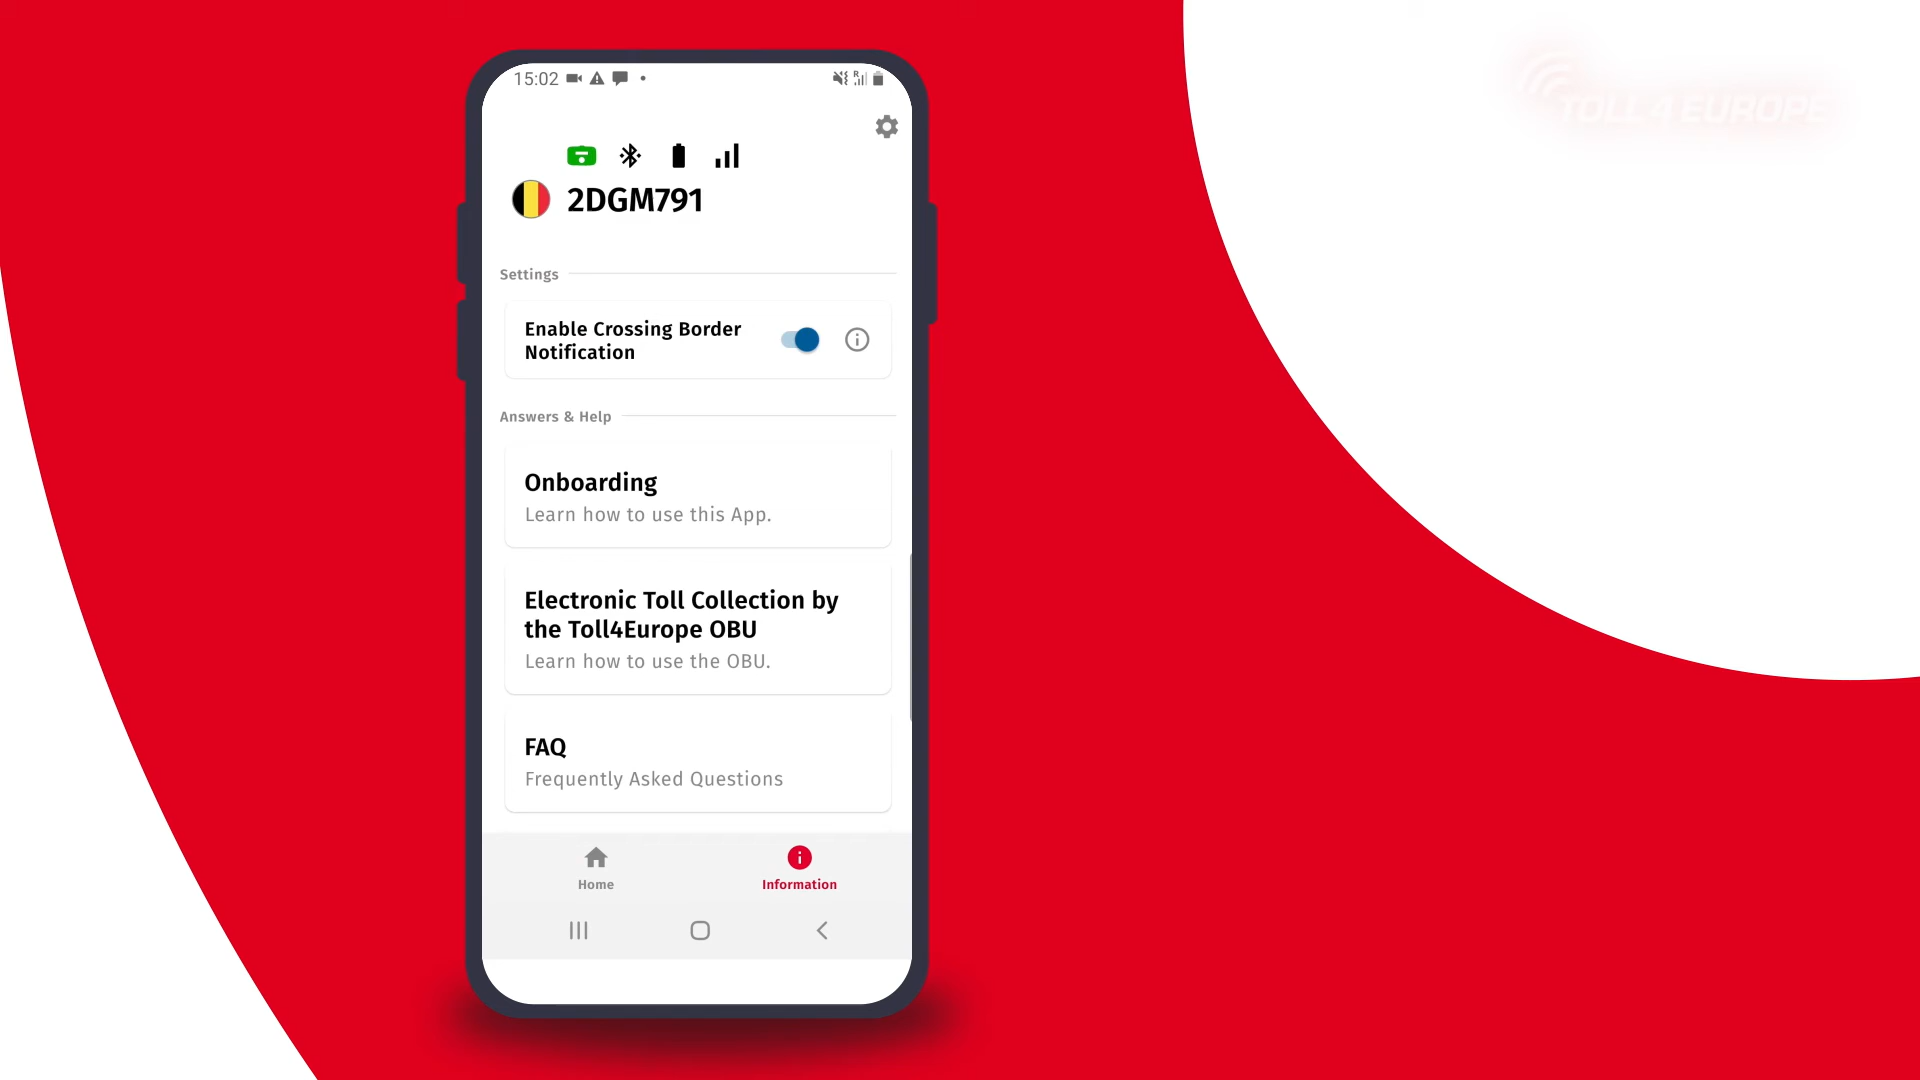 TOLL4EUROPE
15:02
2DGM791
Settings
Enable Crossing Border
Notification
Answers & Help
Onboarding
Learn how to use this App.
Electronic Toll Collection by
the Toll4Europe OBU
Learn how to use the OBU.
FAQ
Frequently Asked Questions
Home
Information